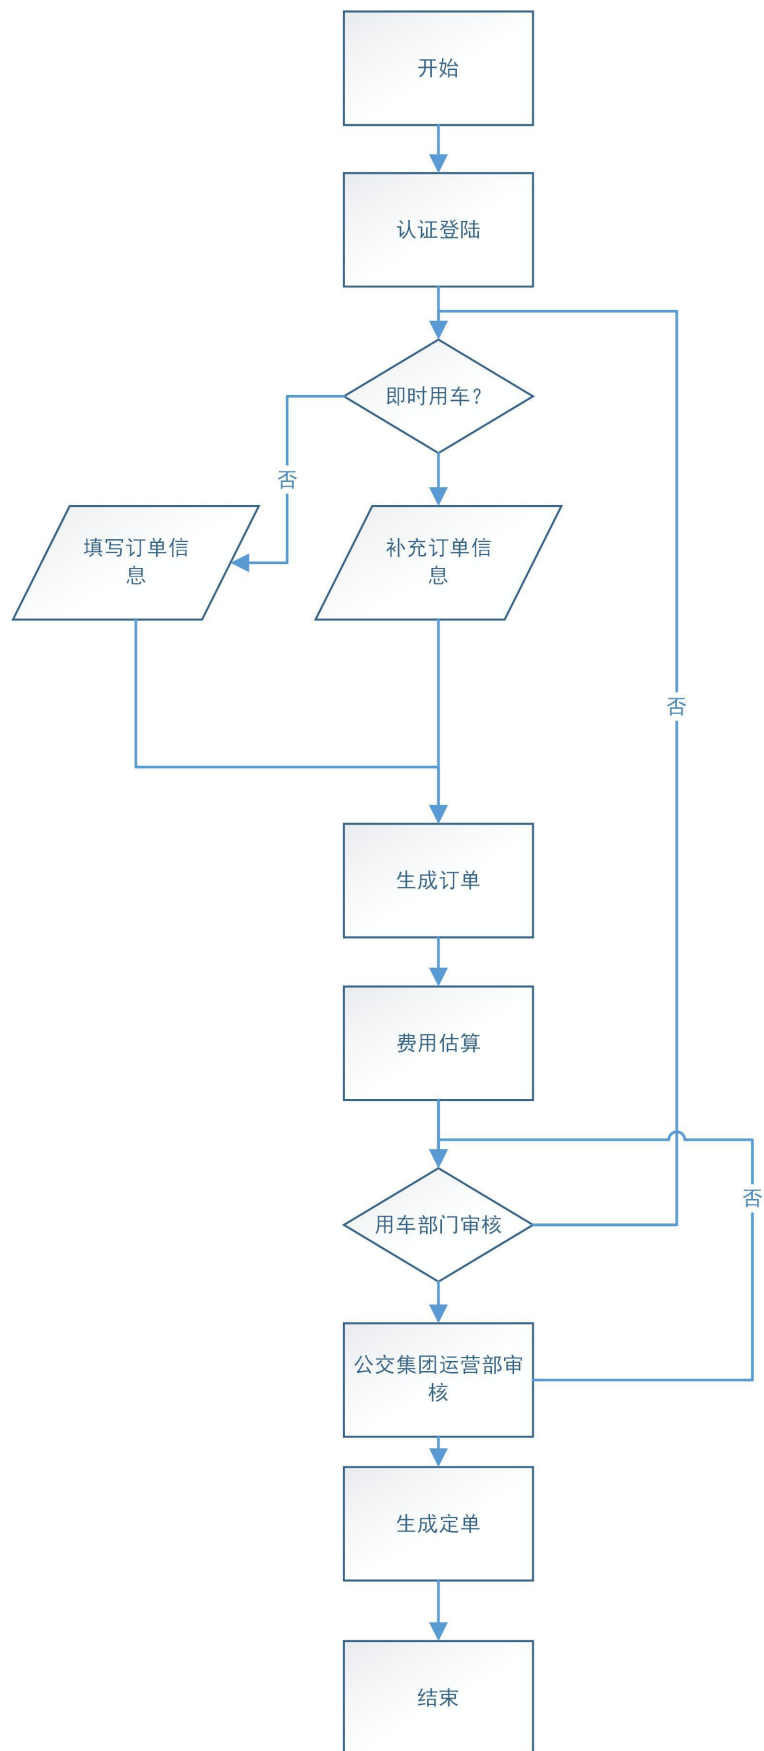 开始
认证登陆
即时用车？
否
填写订单信
息
补充订单信
息
否
生成订单
费用估算
否
用车部门审核
公交集团运营部审
核
生成定单
结束